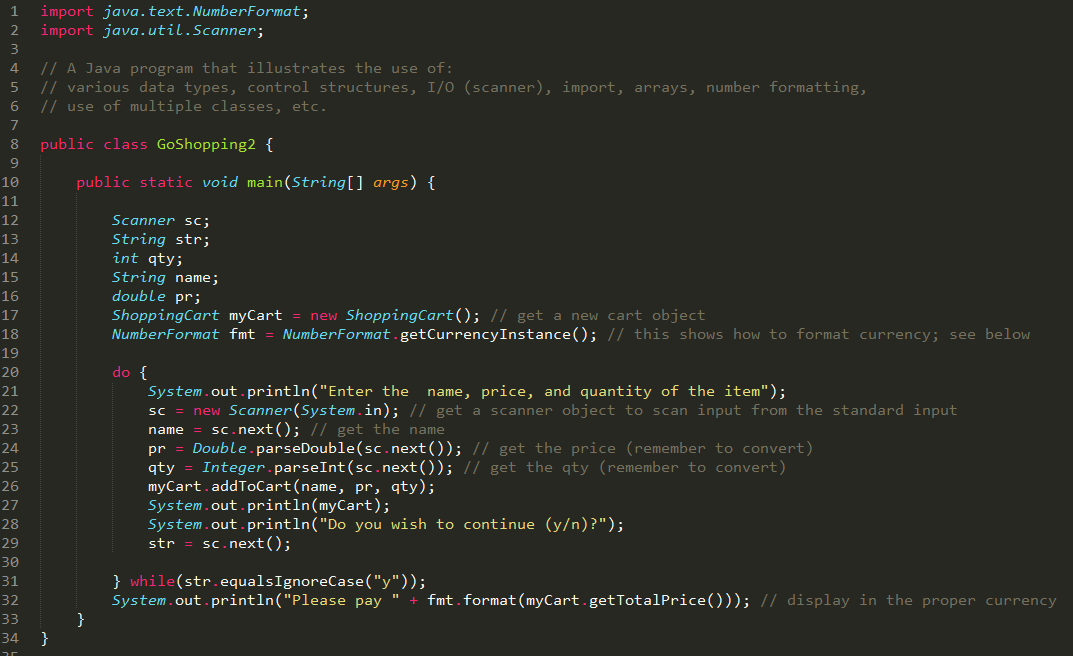 1 import java.text.NumberFormat;
2 import java.util.Scanner;
3
4 // A Java program that illustrates the use of:
5 // various data types, control structures, I/O (scanner), import, arrays, number formatting,
6 // use of multiple classes, etc.
7
8 public class GoShopping2 {
9
10     public static void main(String[] args) {
11
12         Scanner sc;
13         String str;
14         int qty;
15         String name;
16         double pr;
17         ShoppingCart myCart = new ShoppingCart(); // get a new cart object
18         NumberFormat fmt = NumberFormat.getCurrencyInstance(); // this shows how to format currency; see below
19
20         do {
21             System.out.println("Enter the  name, price, and quantity of the item");
22             sc = new Scanner(System.in); // get a scanner object to scan input from the standard input
23             name = sc.next(); // get the name
24             pr = Double.parseDouble(sc.next()); // get the price (remember to convert)
25             qty = Integer.parseInt(sc.next()); // get the qty (remember to convert)
26             myCart.addToCart(name, pr, qty);
27             System.out.println(myCart);
28             System.out.println("Do you wish to continue (y/n)?");
29             str = sc.next();
30
31         } while(str.equalsIgnoreCase("y"));
32         System.out.println("Please pay " + fmt.format(myCart.getTotalPrice())); // display in the proper currency
33     }
34 }
35